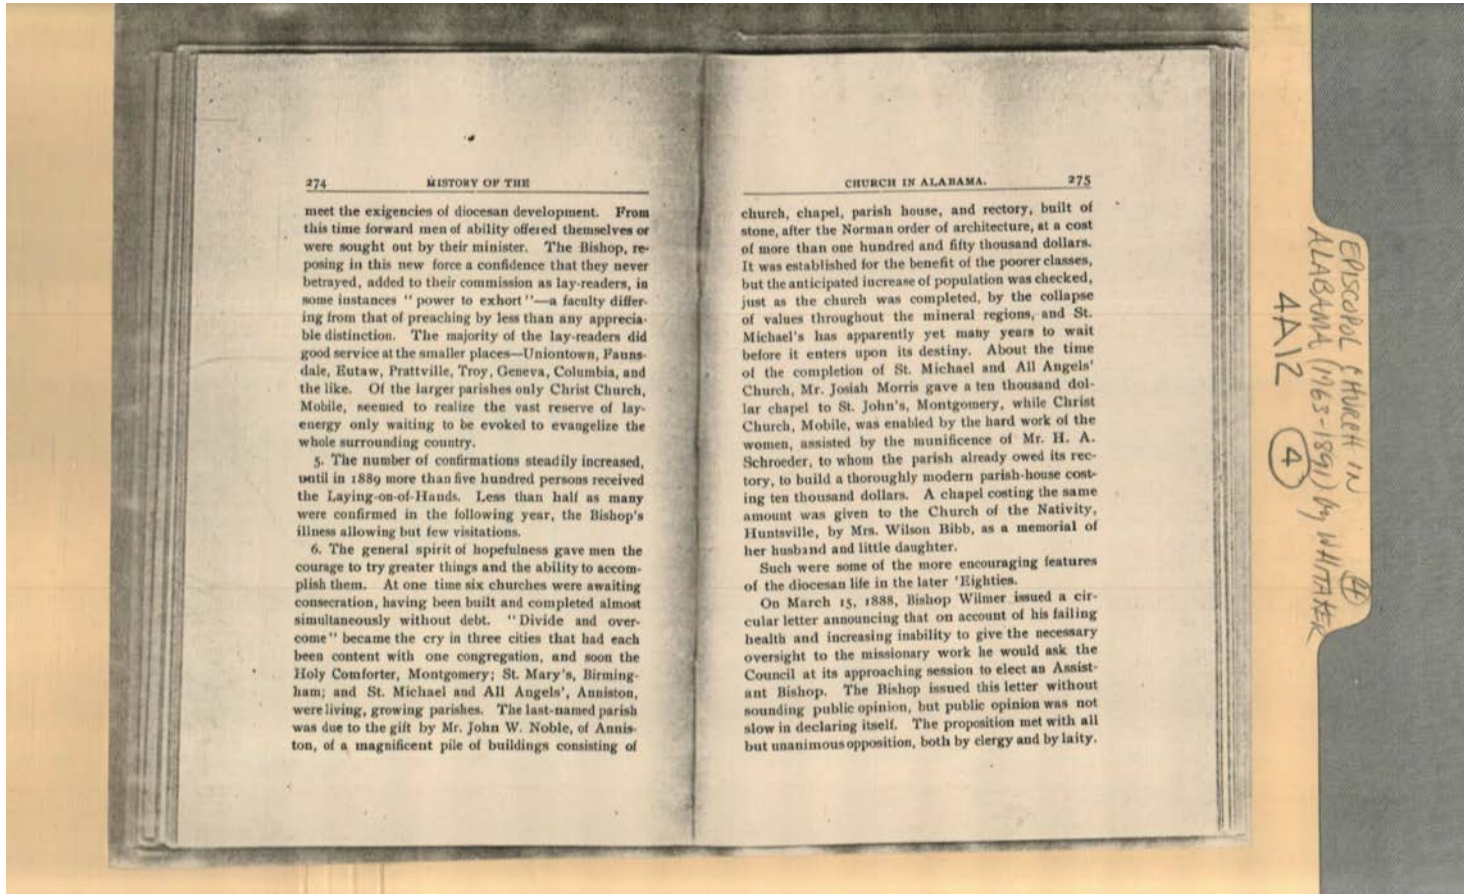 274 HISTORY OF THE
meet the exigencies of diocesan development. From
this time forward men of ability offered themselves or
were sought out by their minister. The Bishop, re-
posing in this new force a confidence that they never
betrayed, added to their commission as lay-readers, in
some instances "power to exhort"—a faculty differ-
ing from that of preaching by less than any apprecia-
ble distinction. The majority of the lay-readers did
good service at the smaller places—Uniontown, Fauns-
dale, Eutaw, Prattville, Troy, Geneva, Columbia, and
the like. Of the larger parishes only Christ Church,
Mobile, seemed to realize the vast reserve of lay-
energy only waiting to be evoked to evangelize the
whole surrounding country.
5. The number of confirmations steadily increased,
until in 1889 more than five hundred persons received
the Laying-on-of-Hands. Less than half as many
were confirmed in the following year, the Bishop's
illness allowing but few visitations.
6. The general spirit of hopefulness gave men the
courage to try greater things and the ability to accom-
plish them. At one time six churches were awaiting
consecration, having been built and completed almost
simultaneously without debt. "Divide and over-
come" became the cry in three cities that had each
been content with one congregation, and soon the
Holy Comforter, Montgomery; St. Mary's, Birming-
ham; and St. Michael and All Angels', Anniston,
were living, growing parishes. The last-named parish
was due to the gift by Mr. John W. Noble, of Annis-
ton, of a magnificent pile of buildings consisting of
CHURCH IN ALABAMA. 275
church, chapel, parish house, and rectory, built of
stone, after the Norman order of architecture, at a cost
of more than one hundred and fifty thousand dollars.
It was established for the benefit of the poorer classes,
but the anticipated increase of population was checked,
just as the church was completed, by the collapse
of values throughout the mineral regions, and St.
Michael's has apparently yet many years to wait
before it enters upon its destiny. About the time
of the completion of St. Michael and All Angels'
Church, Mr. Josiah Morris gave a ten thousand dol-
lar chapel to St. John's, Montgomery, while Christ
Church, Mobile, was enabled by the hard work of the
women, assisted by the munificence of Mr. H. A.
Schroeder, to whom the parish already owed its rec-
tory, to build a thoroughly modern parish-house cost-
ing ten thousand dollars. A chapel costing the same
amount was given to the Church of the Nativity,
Huntsville, by Mrs. Wilson Bibb, as a memorial of
her husband and little daughter.
Such were some of the more encouraging features
of the diocesan life in the later 'Eighties.
On March 15, 1888, Bishop Wilmer issued a cir-
cular letter announcing that on account of his failing
health and increasing inability to give the necessary
oversight to the missionary work he would ask the
Council at its approaching session to elect an Assist-
ant Bishop. The Bishop issued this letter without
sounding public opinion, but public opinion was not
slow in declaring itself. The proposition met with all
but unanimous opposition, both by clergy and by laity.
EPISCOPOL CHURCH IN
ALABAMA (1763-1891) by WHITAKER
4A12 4